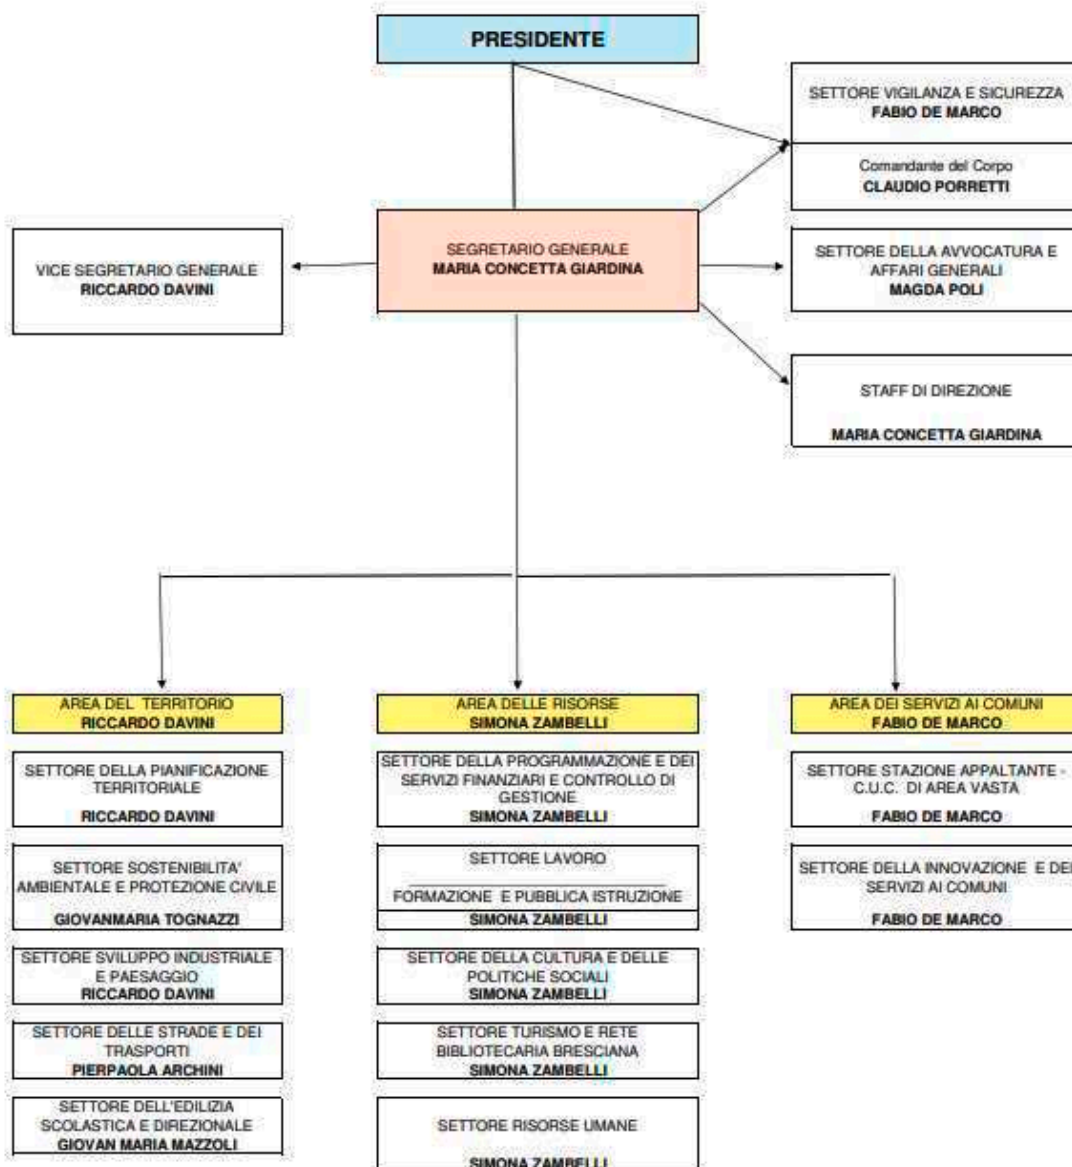 PRESIDENTE
SETTORE VIGILANZA E SICUREZZA
FABIO DE MARCO
Comandante del Corpo
CLAUDIO PORRETTI
VICE SEGRETARIO GENERALE
RICCARDO DAVINI
SEGRETARIO GENERALE
MARIA CONCETTA GIARDINA
SETTORE DELLA AVVOCATURA E
AFFARI GENERALI
MAGDA POLI
STAFF DI DIREZIONE
MARIA CONCETTA GIARDINA
AREA DEL TERRITORIO
RICCARDO DAVINI
SETTORE DELLA PIANIFICAZIONE
TERRITORIALE
RICCARDO DAVINI
SETTORE SOSTENIBILITA'
AMBIENTALE E PROTEZIONE CIVILE
GIOVANMARIA TOGNAZZI
SETTORE SVILUPPO INDUSTRIALE
E PAESAGGIO
RICCARDO DAVINI
SETTORE DELLE STRADE E DEI
TRASPORTI
PIERPAOLA ARCHINI
SETTORE DELL'EDILIZIA
SCOLASTICA E DIREZIONALE
GIOVAN MARIA MAZZOLI
AREA DELLE RISORSE
SIMONA ZAMBELLI
SETTORE DELLA PROGRAMMAZIONE E DEI
SERVIZI FINANZIARI E CONTROLLO DI
GESTIONE
SIMONA ZAMBELLI
SETTORE LAVORO
FORMAZIONE E PUBBLICA ISTRUZIONE
SIMONA ZAMBELLI
SETTORE DELLA CULTURA E DELLE
POLITICHE SOCIALI
SIMONA ZAMBELLI
SETTORE TURISMO E RETE
BIBLIOTECARIA BRESCIANA
SIMONA ZAMBELLI
SETTORE RISORSE UMANE
SIMONA ZAMBELLI
AREA DEI SERVIZI AI COMUNI
FABIO DE MARCO
SETTORE STAZIONE APPALTANTE -
C.U.C. DI AREA VASTA
FABIO DE MARCO
SETTORE DELLA INNOVAZIONE E DEI
SERVIZI AI COMUNI
FABIO DE MARCO